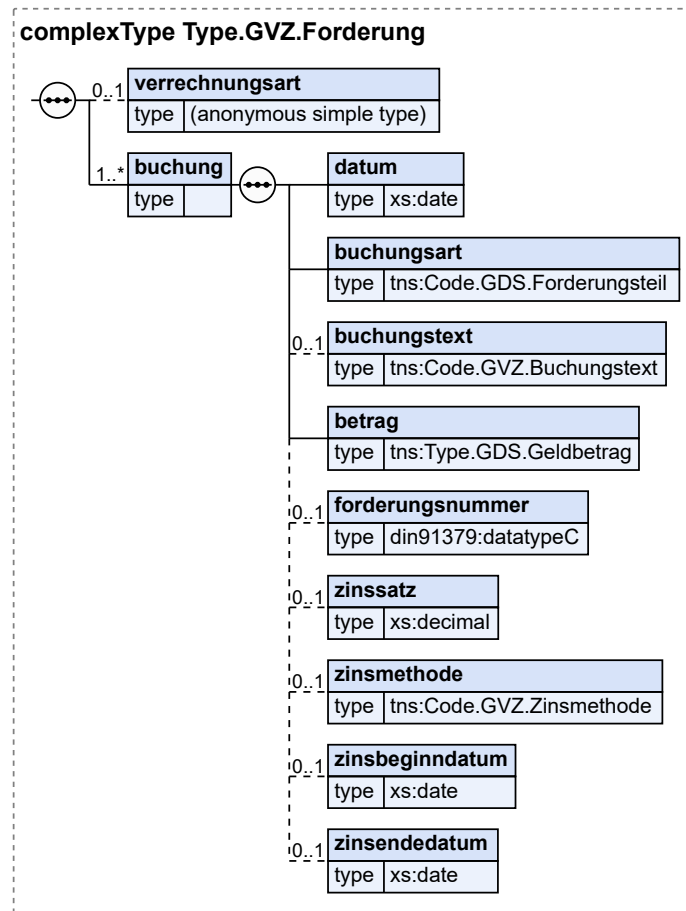 complexType Type.GVZ.Forderung
0..1
verrechnungsart
type (anonymous simple type)
1..*
buchung
type
datum
type xs:date
buchungsart
type tns:Code.GDS.Forderungsteil
0..1
buchungstext
type tns:Code.GVZ.Buchungstext
betrag
type tns:Type.GDS.Geldbetrag
0..1
forderungsnummer
type din91379:datatypeC
0..1
zinssatz
type xs:decimal
0..1
zinsmethode
type tns:Code.GVZ.Zinsmethode
0..1
zinsbeginndatum
type xs:date
0..1
zinsendedatum
type xs:date